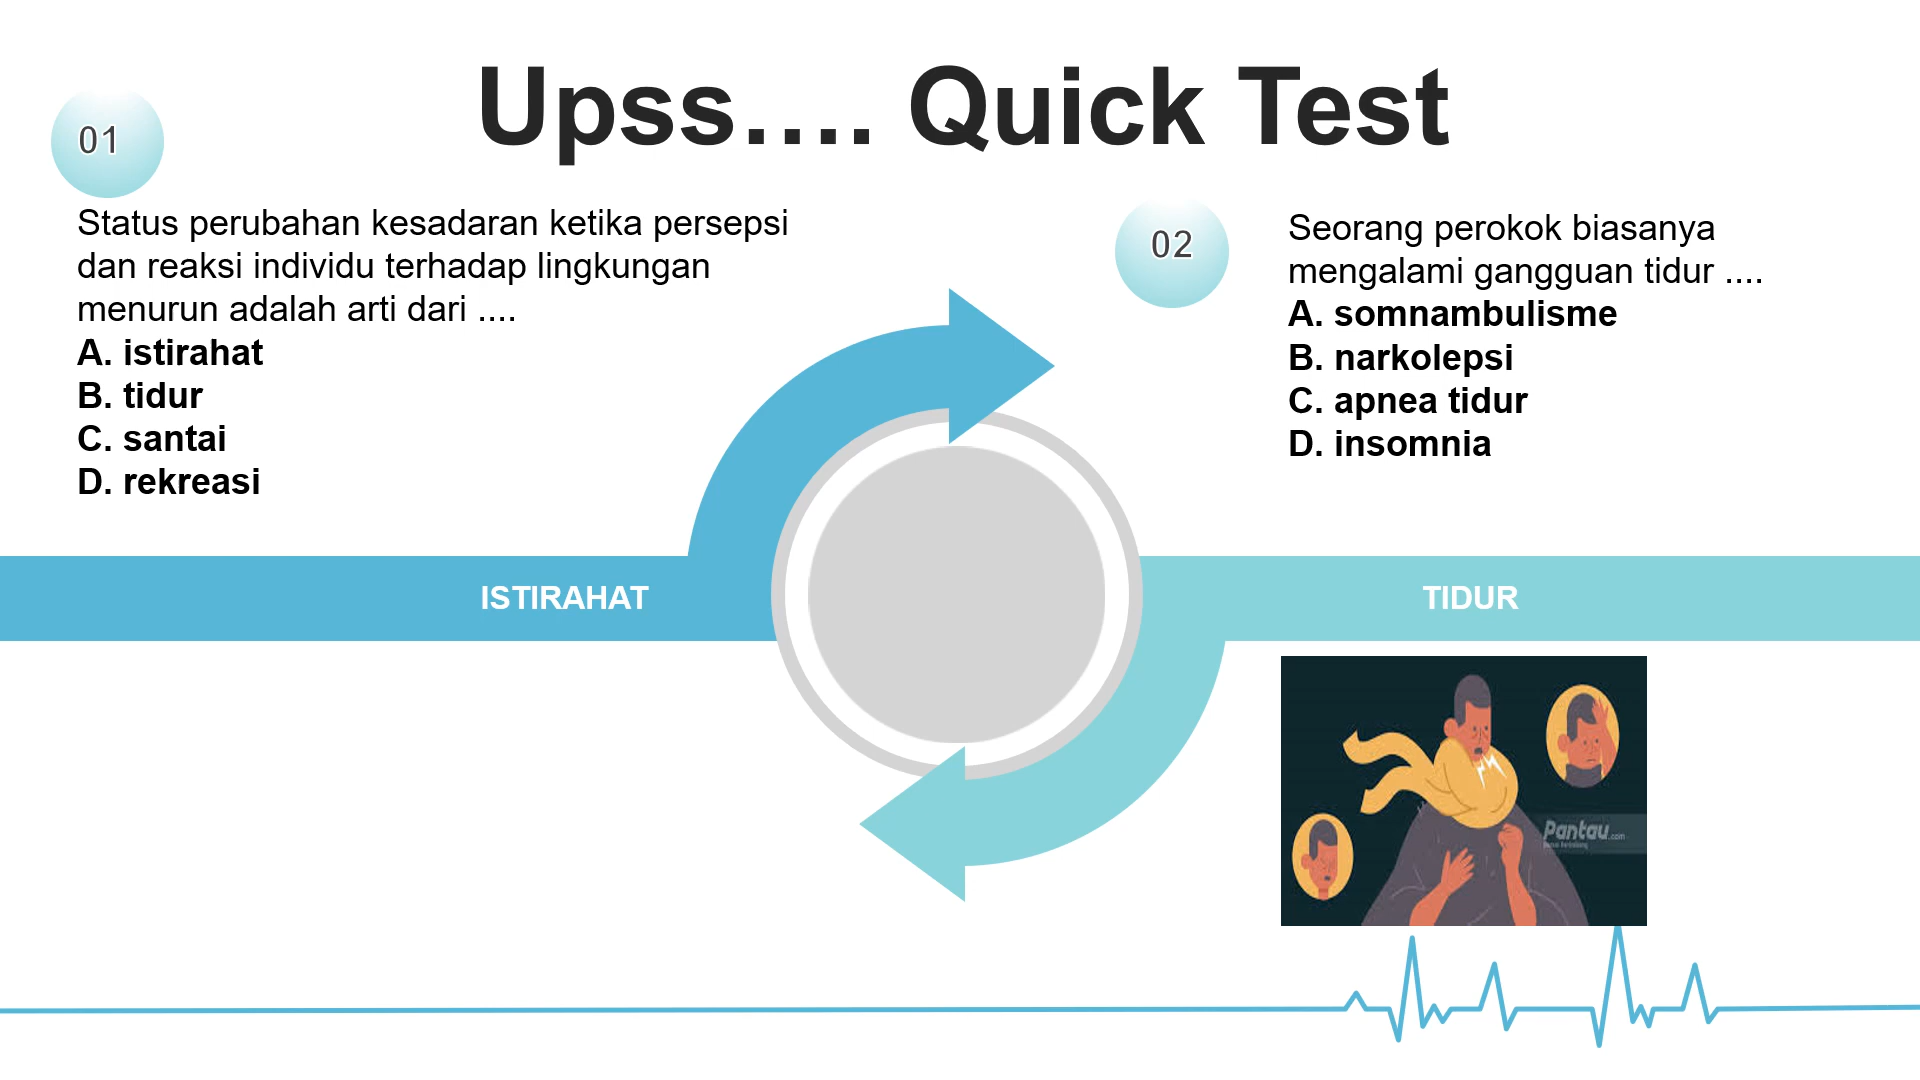 Upss…. Quick Test
01
Status perubahan kesadaran ketika persepsi
dan reaksi individu terhadap lingkungan
menurun adalah arti dari ....
A. istirahat
B. tidur
C. santai
D. rekreasi
02
Seorang perokok biasanya
mengalami gangguan tidur ....
A. somnambulisme
B. narkolepsi
C. apnea tidur
D. insomnia
ISTIRAHAT
TIDUR
Pantau.com